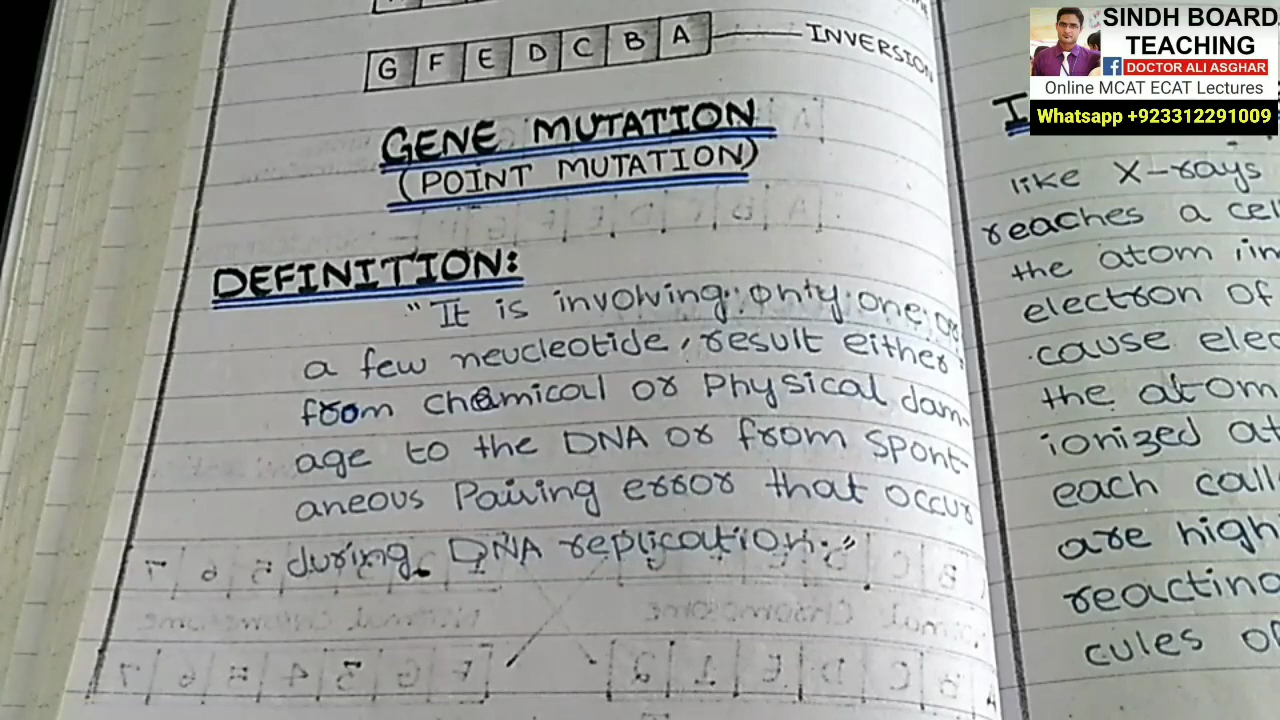 G F E D C B A INVERSION
GENE MUTATION
(POINT MUTATION)
DEFINITION:
"It is involving only one or
a few neucleotide, result either
from chemical or Physical dam-
age to the DNA or from spont-
aneous Pairing error that occur
during DNA replication."
like X-rays
reaches a cel
the atom in
electron of
cause elec
the atom
ionized at
each call
are high
reacting
cules of
SINDH BOARD
TEACHING
f DOCTOR ALI ASGHAR
Online MCAT ECAT Lectures
Whatsapp +923312291009